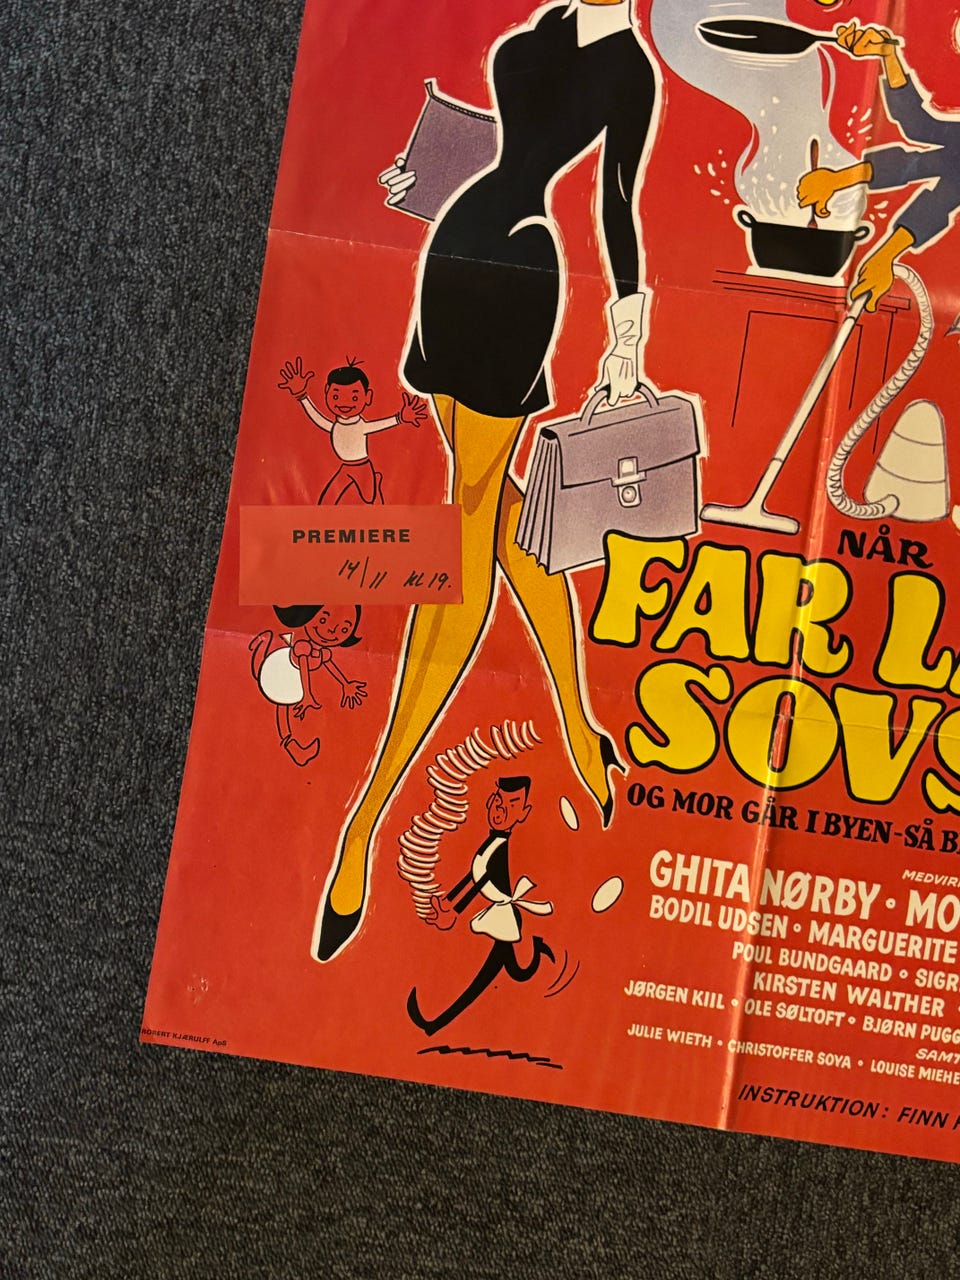 PREMIERE
14/11 KL 19.
NÅR
FAR L
SOVS
OG MOR GÅR I BYEN-SÅ B
MEDVIR
GHITA NØRBY • MO
BODIL UDSEN • MARGUERITE
POUL BUNDGAARD • SIGR
KIRSTEN WALTHER •
JØRGEN KIIL • OLE SØLTOFT • BJØRN PUGG
SAMT
JULIE WIETH • CHRISTOFFER SOYA • LOUISE MIEHE
INSTRUKTION: FINN
ROBERT KJÆRULFF ApS